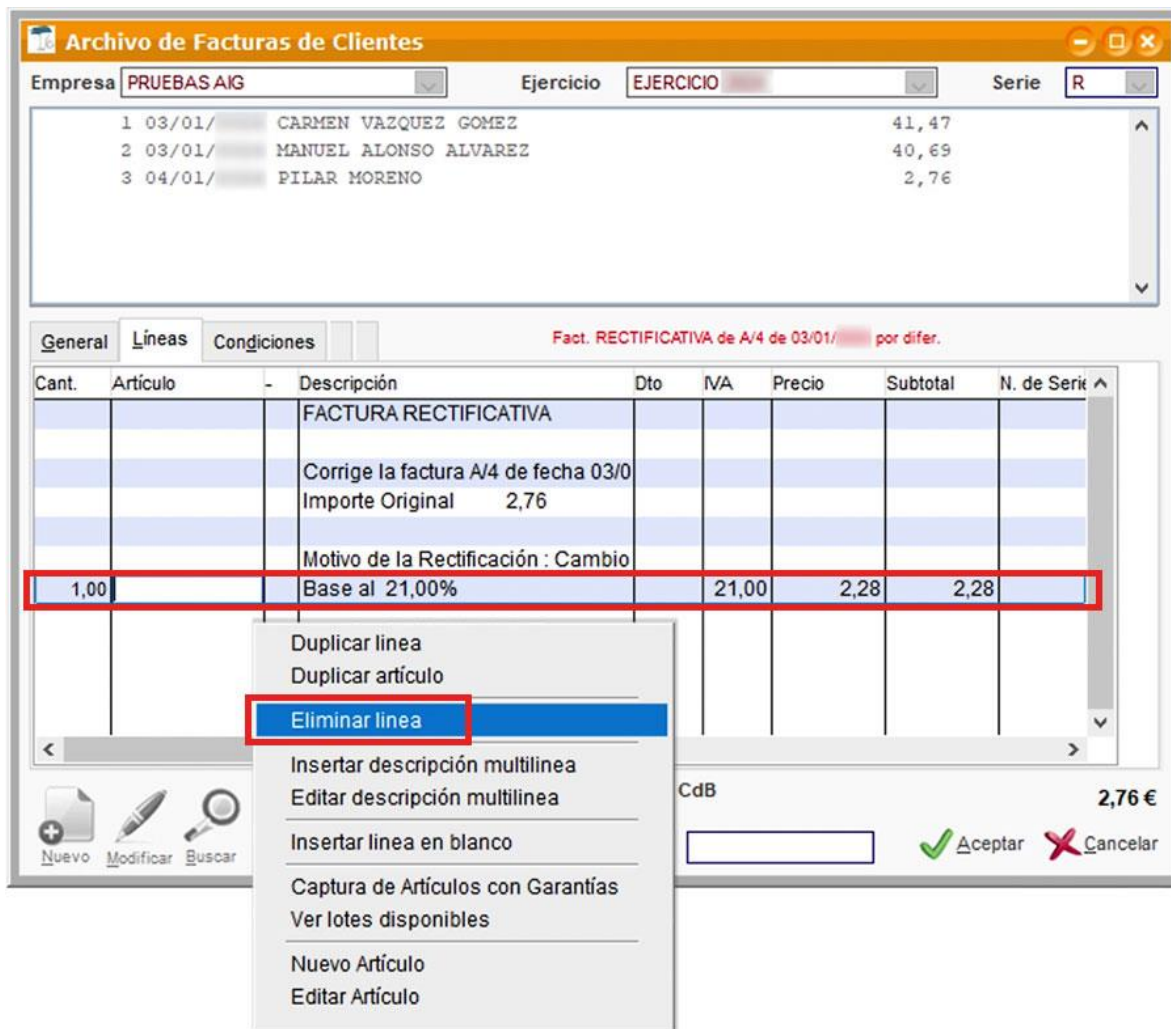 Archivo de Facturas de Clientes
Empresa PRUEBAS AIG Ejercicio EJERCICIO Serie R
1 03/01/ CARMEN VAZQUEZ GOMEZ 41,47
2 03/01/ MANUEL ALONSO ALVAREZ 40,69
3 04/01/ PILAR MORENO 2,76
General Líneas Condiciones Fact. RECTIFICATIVA de A/4 de 03/01/ por difer.
Cant. Artículo - Descripción Dto IVA Precio Subtotal N. de Serie
FACTURA RECTIFICATIVA
Corrige la factura A/4 de fecha 03/0
Importe Original 2,76
Motivo de la Rectificación : Cambio
1,00 Base al 21,00% 21,00 2,28 2,28
Duplicar linea
Duplicar artículo
Eliminar linea
Insertar descripción multilinea
Editar descripción multilinea
Insertar linea en blanco
Captura de Artículos con Garantías
Ver lotes disponibles
Nuevo Artículo
Editar Artículo
CdB 2,76 €
Nuevo Modificar Buscar Aceptar Cancelar